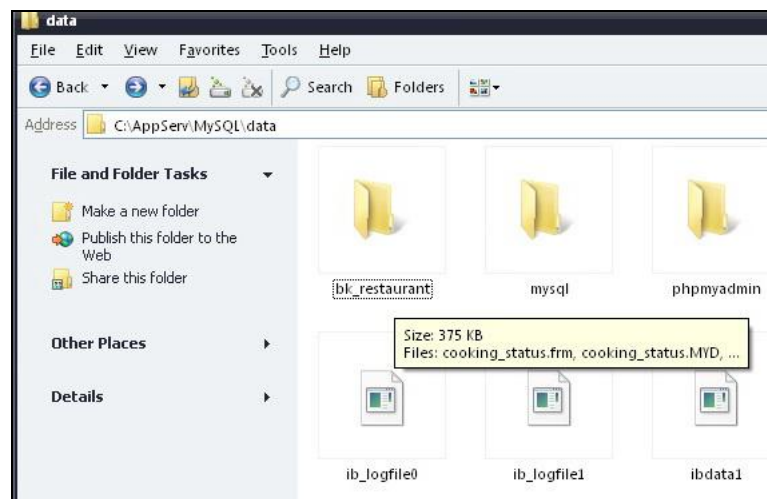 data
File Edit View Favorites Tools Help
Back Search Folders
Address C:\AppServ\MySQL\data
File and Folder Tasks
Make a new folder
Publish this folder to the
Web
Share this folder
Other Places
Details
bk_restaurant mysql phpmyadmin
Size: 375 KB
Files: cooking_status.frm, cooking_status.MYD, ...
ib_logfile0 ib_logfile1 ibdata1